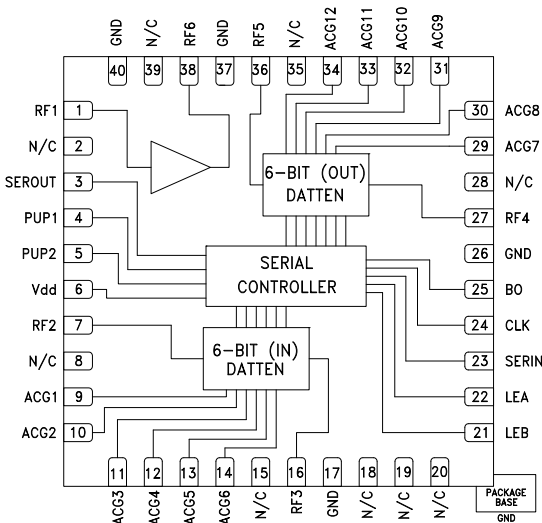 GND
N/C
RF6
GND
RF5
N/C
ACG12
ACG11
ACG10
ACG9
40
39
38
37
36
35
34
33
32
31
RF1 1
N/C 2
SEROUT 3
PUP1 4
PUP2 5
Vdd 6
RF2 7
N/C 8
ACG1 9
ACG2 10
6-BIT (OUT)
DATTEN
SERIAL
CONTROLLER
6-BIT (IN)
DATTEN
30 ACG8
29 ACG7
28 N/C
27 RF4
26 GND
25 BO
24 CLK
23 SERIN
22 LEA
21 LEB
11
12
13
14
15
16
17
18
19
20
ACG3
ACG4
ACG5
ACG6
N/C
RF3
GND
N/C
N/C
N/C
PACKAGE
BASE
GND